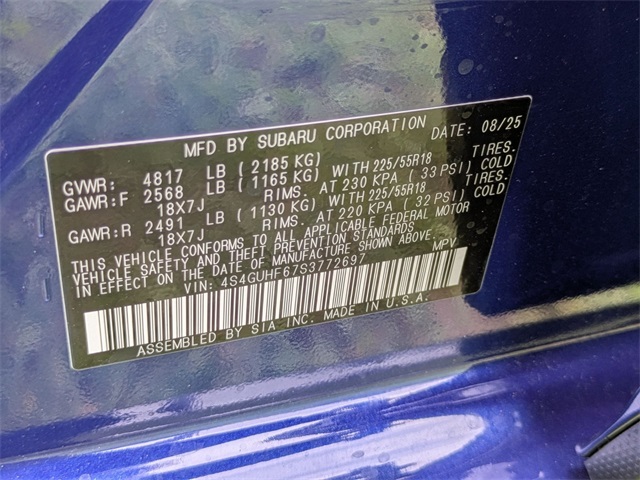 MFD BY SUBARU CORPORATION DATE: 08/25
GVWR: 4817 LB (2185 KG)
GAWR:F 2568 LB (1165 KG) WITH 225/55R18 TIRES.
18X7J RIMS. AT 230 KPA (33 PSI) COLD
GAWR:R 2491 LB (1130 KG) WITH 225/55R18 TIRES.
18X7J RIMS. AT 220 KPA (32 PSI) COLD
THIS VEHICLE CONFORMS TO ALL APPLICABLE FEDERAL MOTOR
VEHICLE SAFETY AND THEFT PREVENTION STANDARDS
IN EFFECT ON THE DATE OF MANUFACTURE SHOWN ABOVE.
VIN: 4S4GUHF67S3772697 MPV
ASSEMBLED BY SIA INC. MADE IN U.S.A.